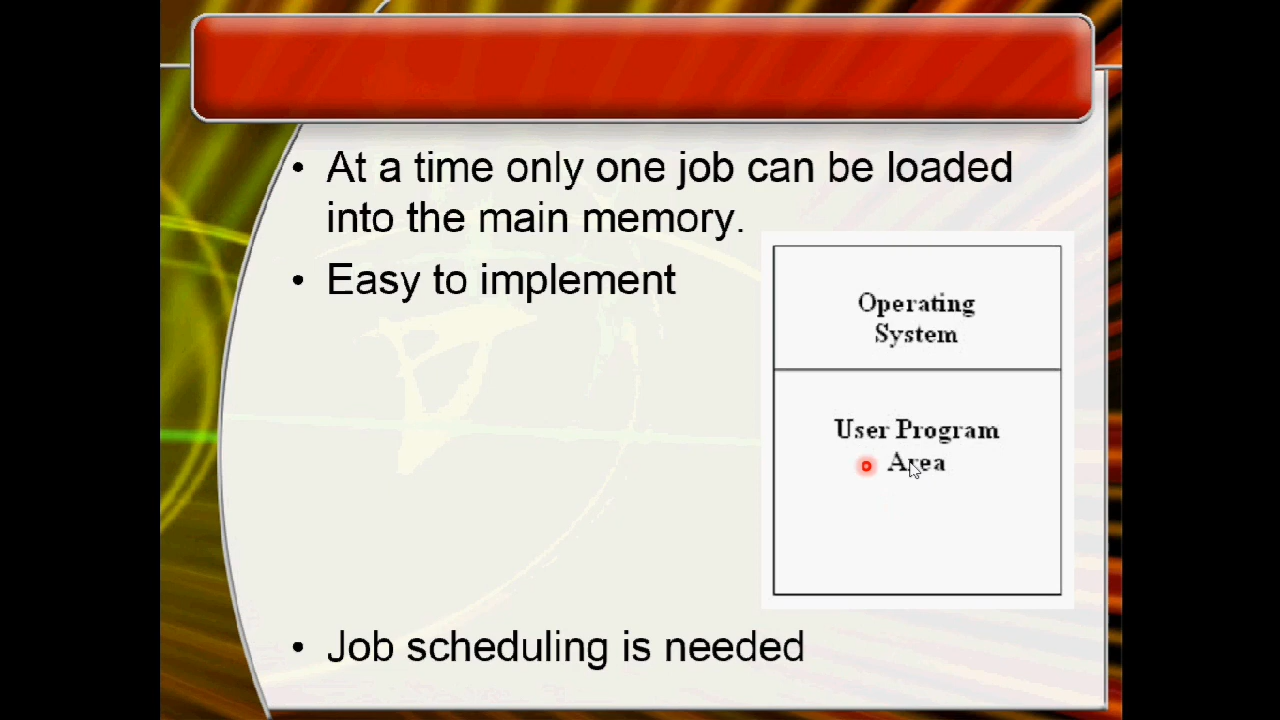 • At a time only one job can be loaded
into the main memory.
• Easy to implement
Operating
System
User Program
Area
• Job scheduling is needed